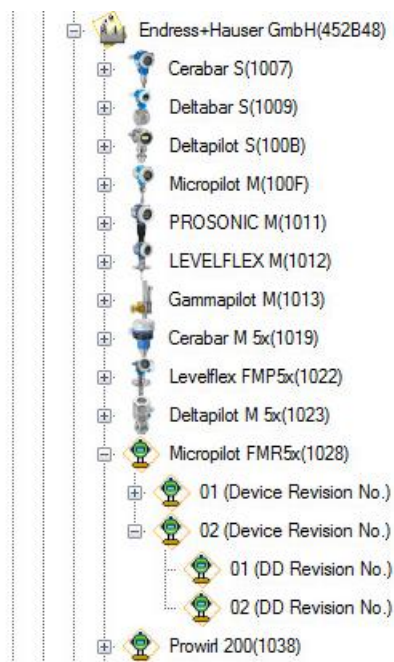 Endress+Hauser GmbH(452B48)
Cerabar S(1007)
Deltabar S(1009)
Deltapilot S(100B)
Micropilot M(100F)
PROSONIC M(1011)
LEVELFLEX M(1012)
Gammapilot M(1013)
Cerabar M 5x(1019)
Levelflex FMP5x(1022)
Deltapilot M 5x(1023)
Micropilot FMR5x(1028)
01 (Device Revision No.)
02 (Device Revision No.)
01 (DD Revision No.)
02 (DD Revision No.)
Prowirl 200(1038)